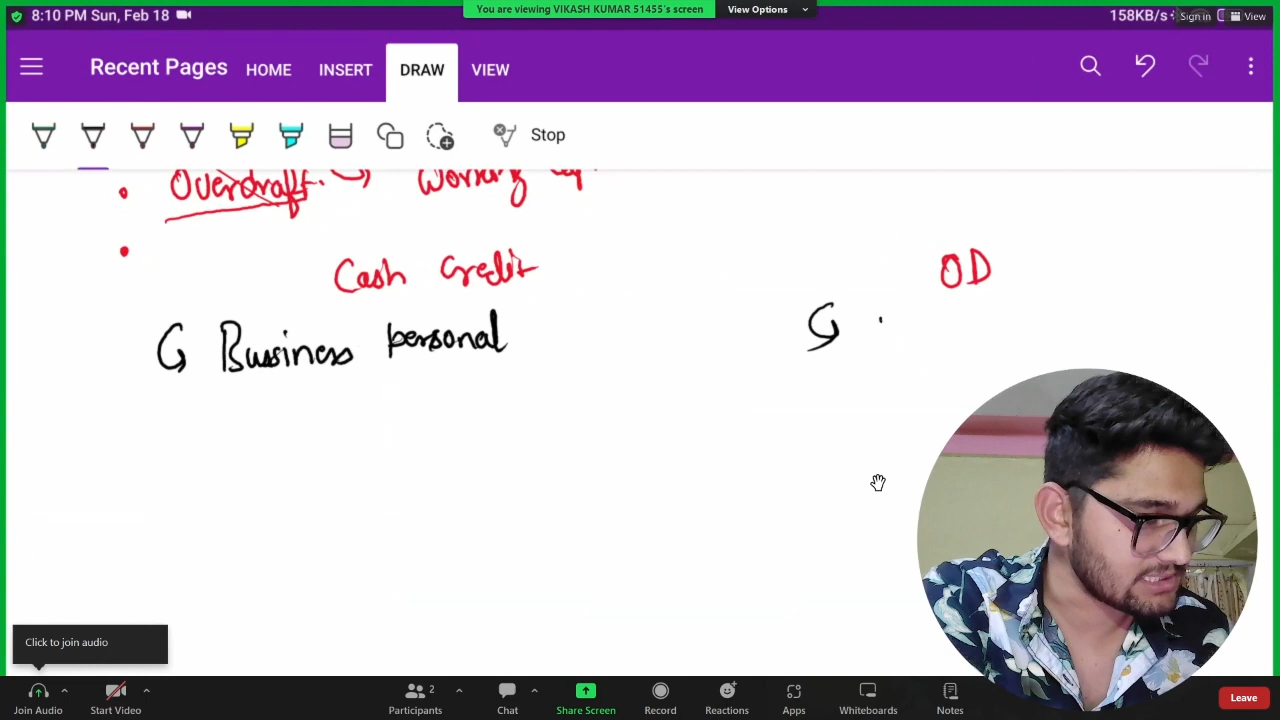 You are viewing VIKASH KUMAR 51455's screen View Options
8:10 PM Sun, Feb 18
158KB/s Sign in View
Recent Pages HOME INSERT DRAW VIEW
Stop
• Overdraft. Working
•
Cash Credit OD
Bussiness personal
Click to join audio
Join Audio Start Video 2 Participants Chat Share Screen Record Reactions Apps Whiteboards Notes Leave